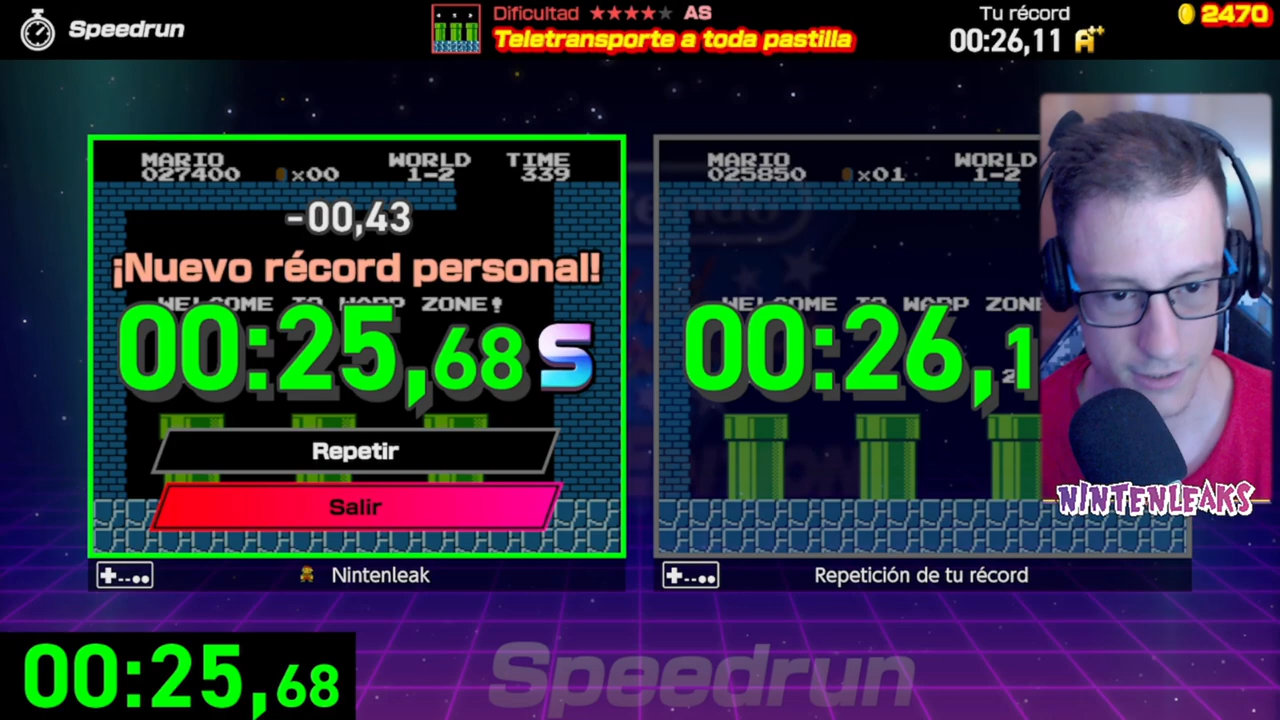 Speedrun
Dificultad ★★★★★ AS
Teletransporte a toda pastilla
Tu récord
00:26,11 A++
2470
MARIO WORLD TIME
027400 ×00 1-2 339
-00,43
¡Nuevo récord personal!
WELCOME TO WARP ZONE!
00:25,68 S
Repetir
Salir
Nintenleak
MARIO WORLD
025850 ×01 1-2
WELCOME TO WARP ZONE
00:26,1
Repetición de tu récord
NINTENLEAKS
00:25,68
Speedrun